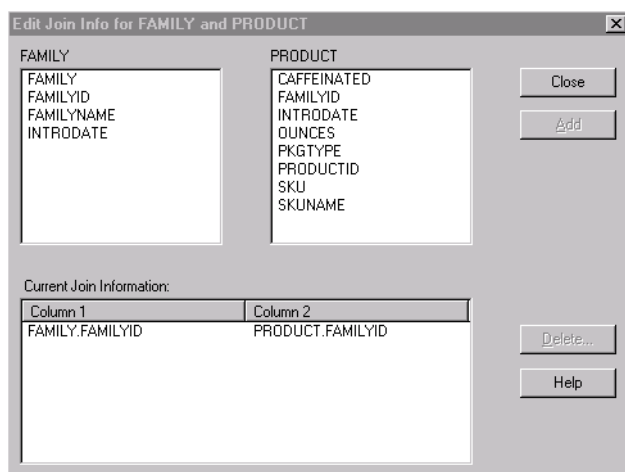 Edit Join Info for FAMILY and PRODUCT
FAMILY
FAMILY
FAMILYID
FAMILYNAME
INTRODATE
PRODUCT
CAFFEINATED
FAMILYID
INTRODATE
OUNCES
PKGTYPE
PRODUCTID
SKU
SKUNAME
Close
Add
Current Join Information:
Column 1 Column 2
FAMILY.FAMILYID PRODUCT.FAMILYID
Delete...
Help